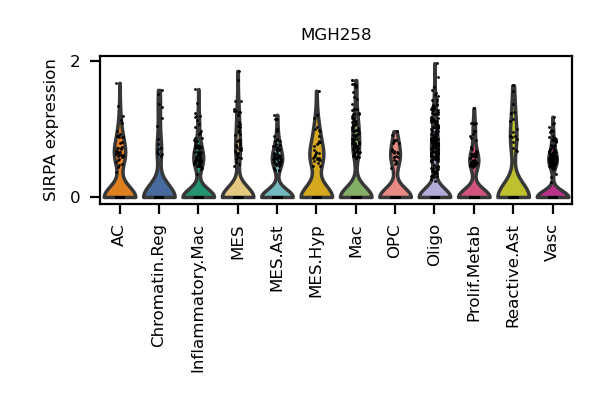 MGH258
SIRPA expression
2
0
AC
Chromatin.Reg
Inflammatory.Mac
MES
MES.Ast
MES.Hyp
Mac
OPC
Oligo
Prolif.Metab
Reactive.Ast
Vasc